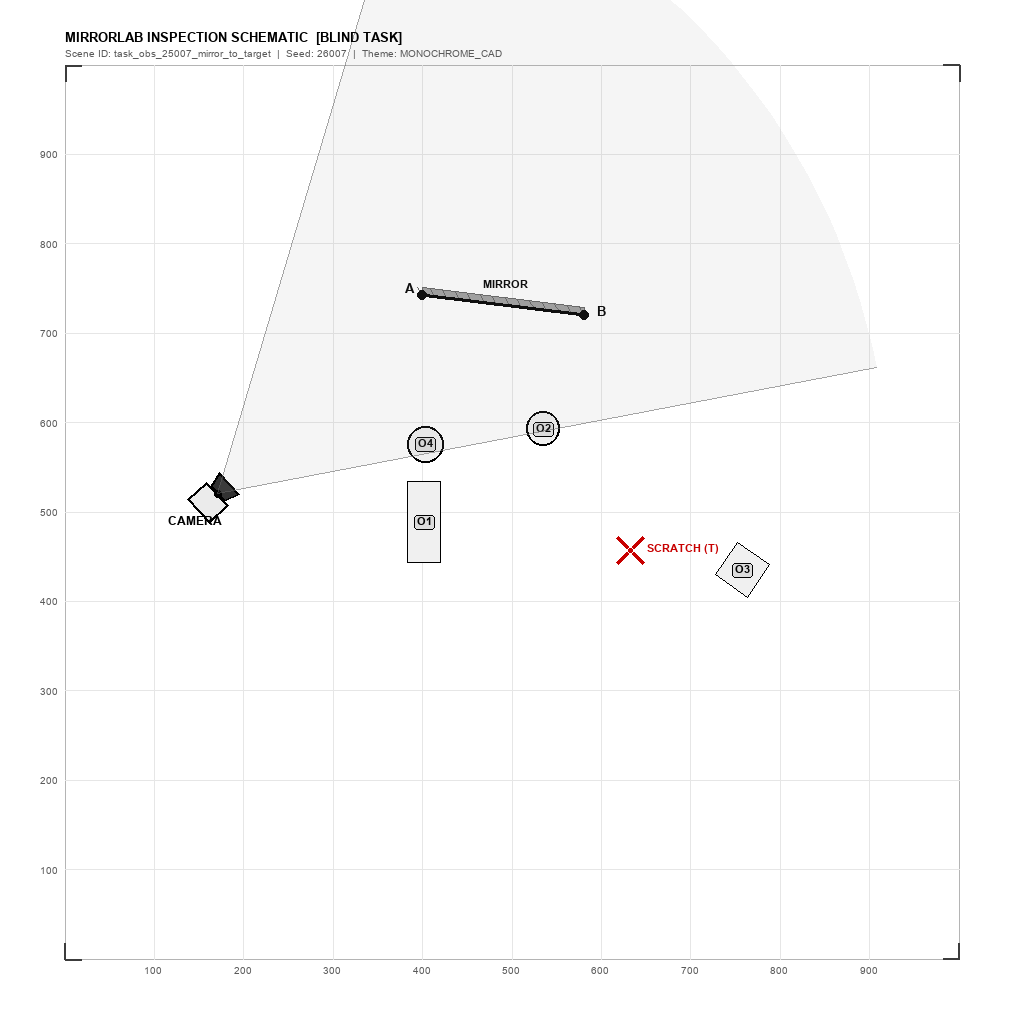 MIRRORLAB INSPECTION SCHEMATIC [BLIND TASK]
Scene ID: task_obs_25007_mirror_to_target | Seed: 26007 | Theme: MONOCHROME_CAD
900
800
A
MIRROR
B
700
600
O4
O2
500
CAMERA
O1
SCRATCH (T)
O3
400
300
200
100
100 200 300 400 500 600 700 800 900